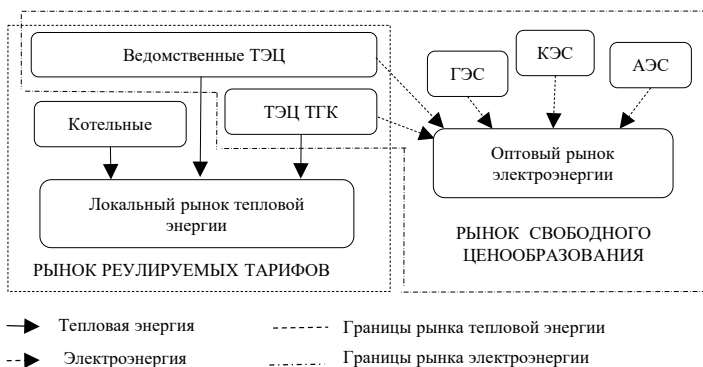 Ведомственные ТЭЦ
ГЭС
КЭС
АЭС
Котельные
ТЭЦ ТГК
Оптовый рынок
электроэнергии
Локальный рынок тепловой
энергии
РЫНОК СВОБОДНОГО
ЦЕНООБРАЗОВАНИЯ
РЫНОК РЕУЛИРУЕМЫХ ТАРИФОВ
Тепловая энергия
Границы рынка тепловой энергии
Электроэнергия
Границы рынка электроэнергии